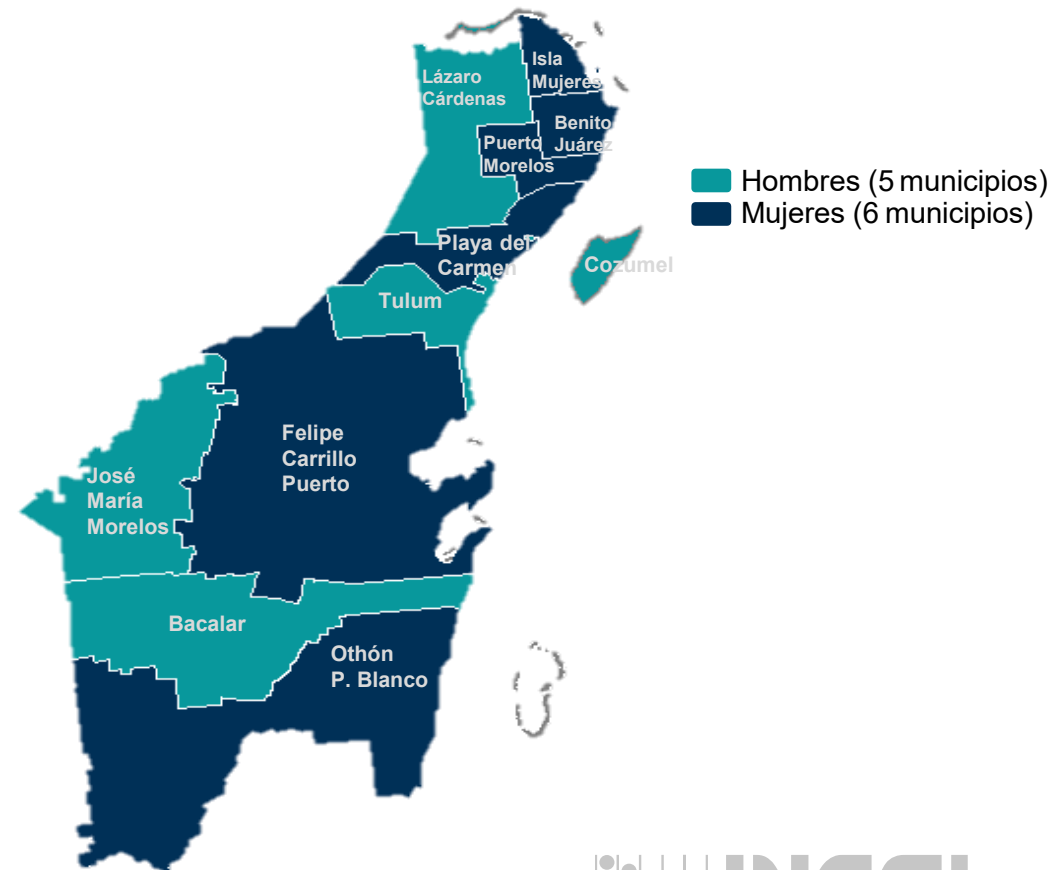 Isla
Mujeres
Lázaro
Cárdenas
Benito
Juárez
Puerto
Morelos
Hombres (5 municipios)
Mujeres (6 municipios)
Playa del
Carmen
Cozumel
Tulum
Felipe
Carrillo
Puerto
José
María
Morelos
Bacalar
Othón
P. Blanco